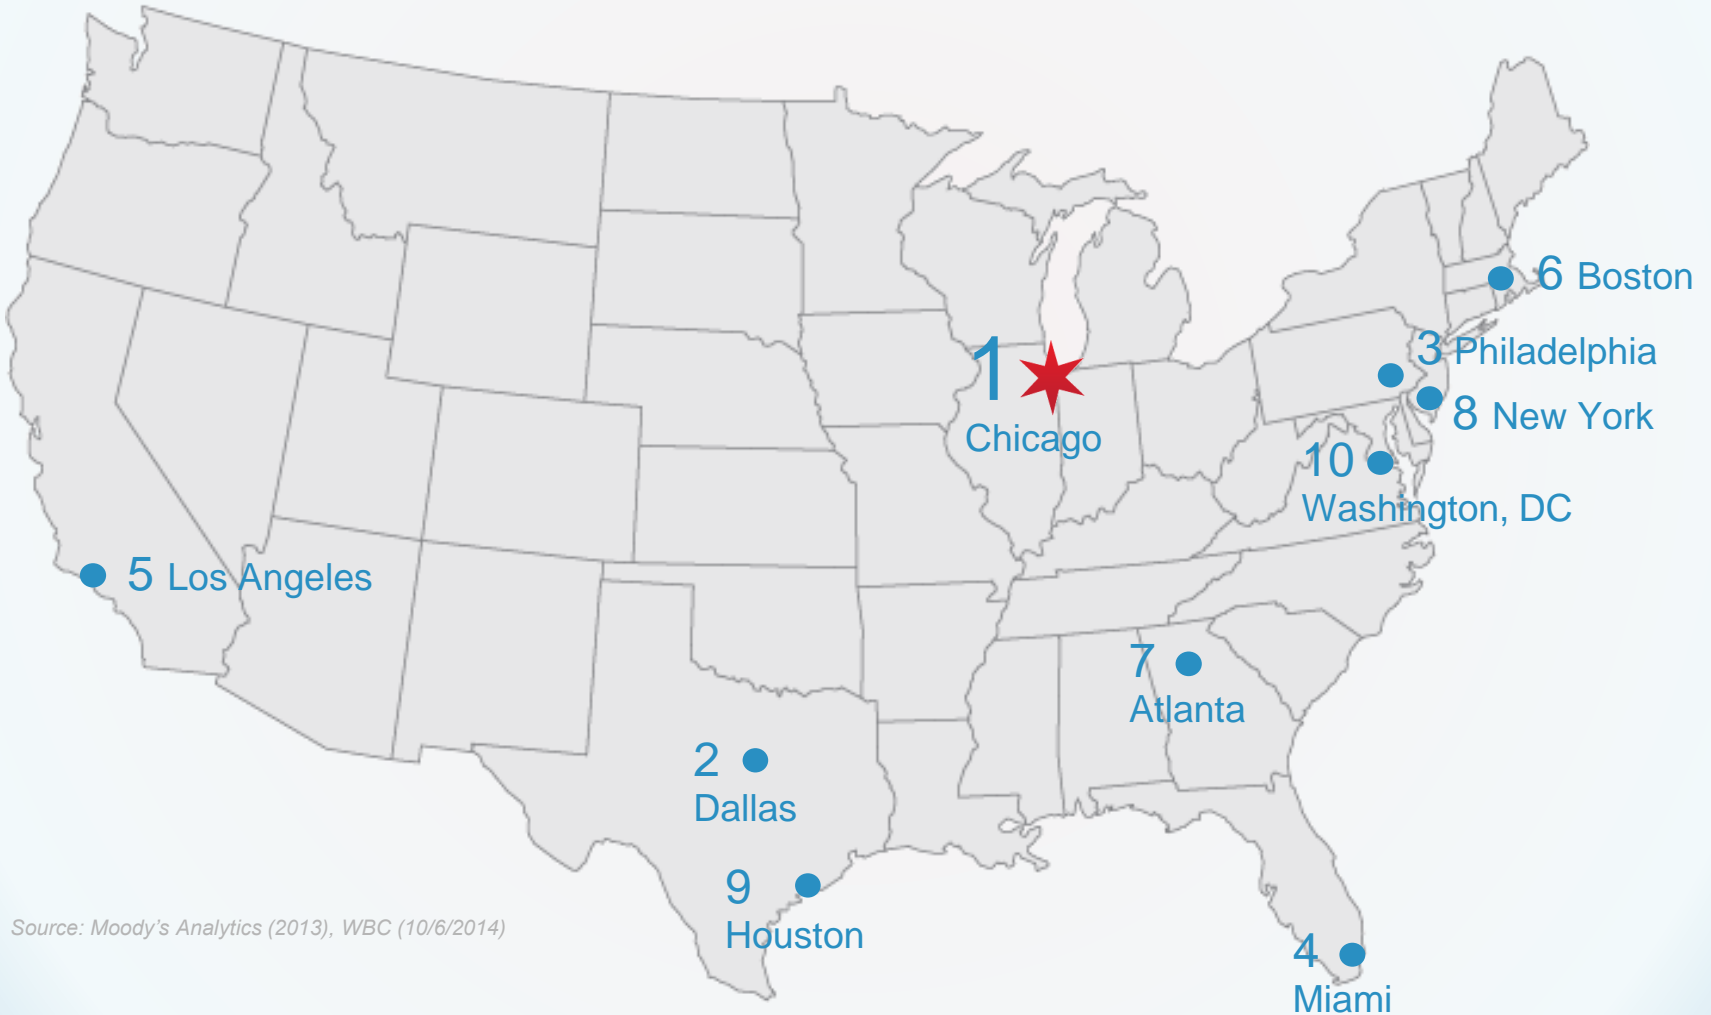 6 Boston
3 Philadelphia
1
Chicago
8 New York
10
Washington, DC
5 Los Angeles
7
Atlanta
2
Dallas
9
Houston
Source: Moody's Analytics (2013), WBC (10/6/2014)
4
Miami